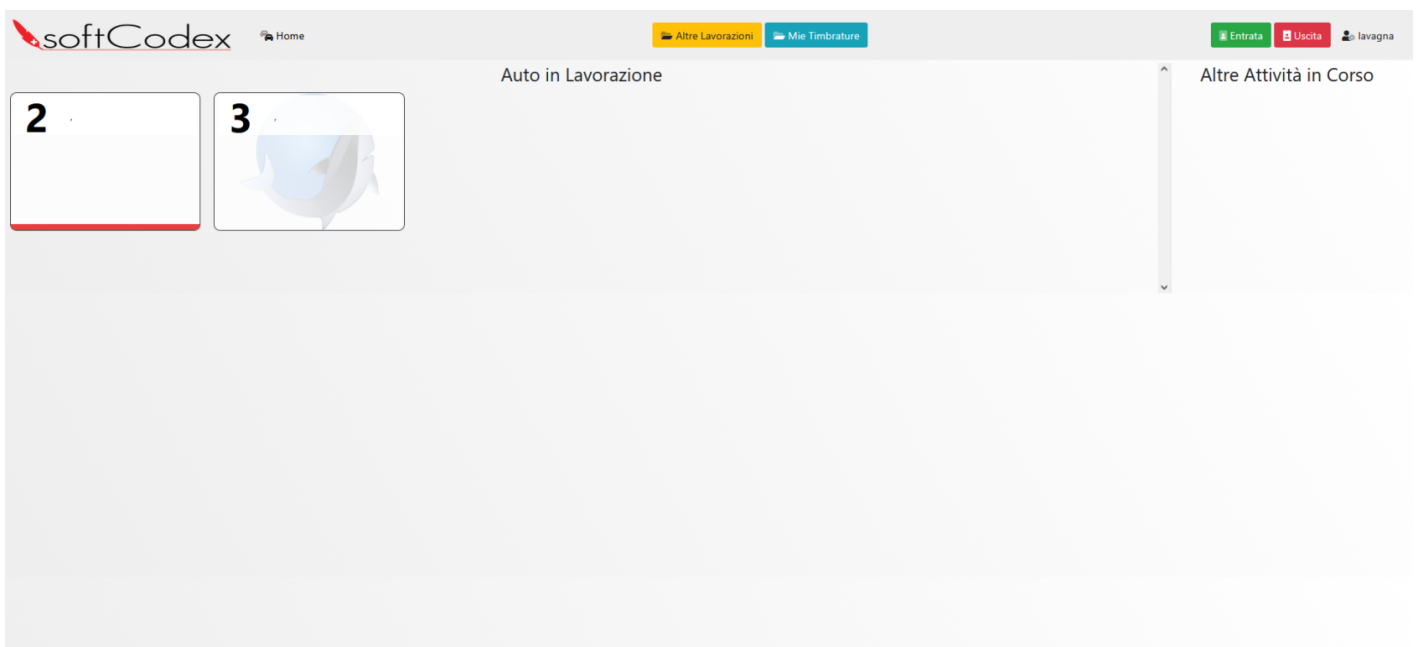 softCodex
Home
Altre Lavorazioni
Mie Timbrature
Entrata
Uscita
lavagna
Auto in Lavorazione
Altre Attività in Corso
2 ,
3 ,